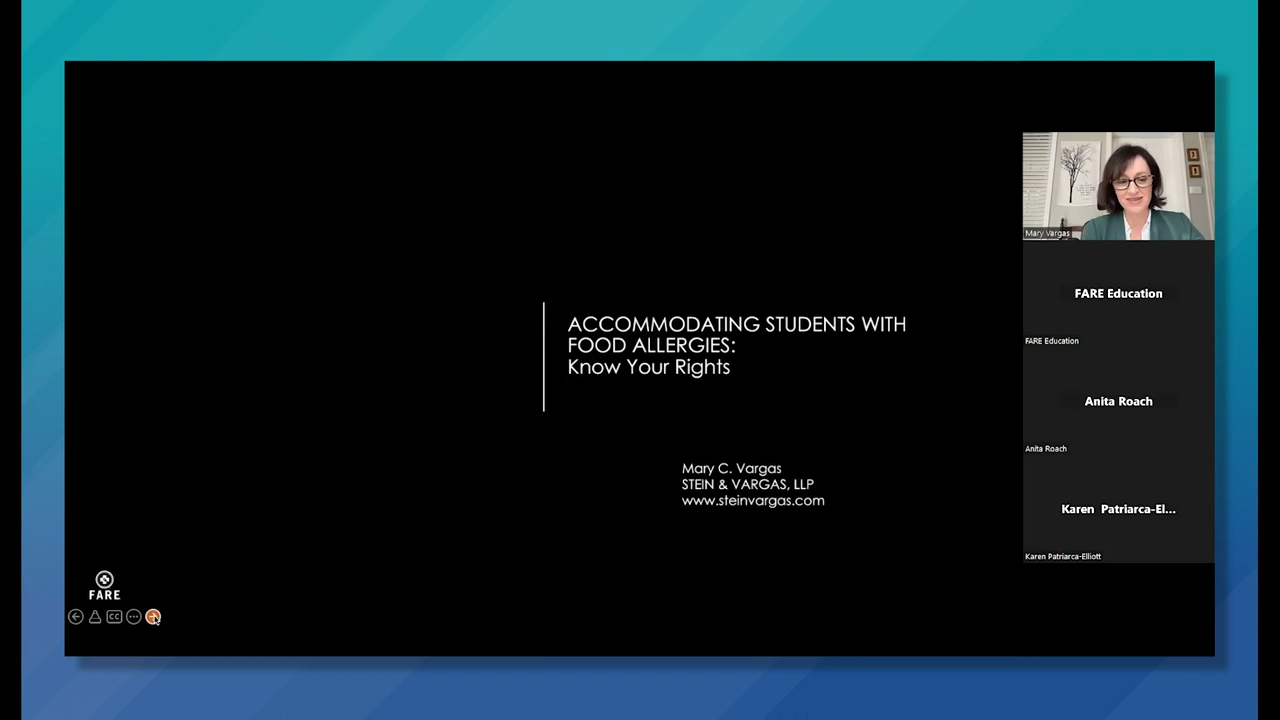 ACCOMMODATING STUDENTS WITH
FOOD ALLERGIES:
Know Your Rights
Mary C. Vargas
STEIN & VARGAS, LLP
www.steinvargas.com
FARE
CC
Mary Vargas
FARE Education
FARE Education
Anita Roach
Anita Roach
Karen Patriarca-El...
Karen Patriarca-Elliott